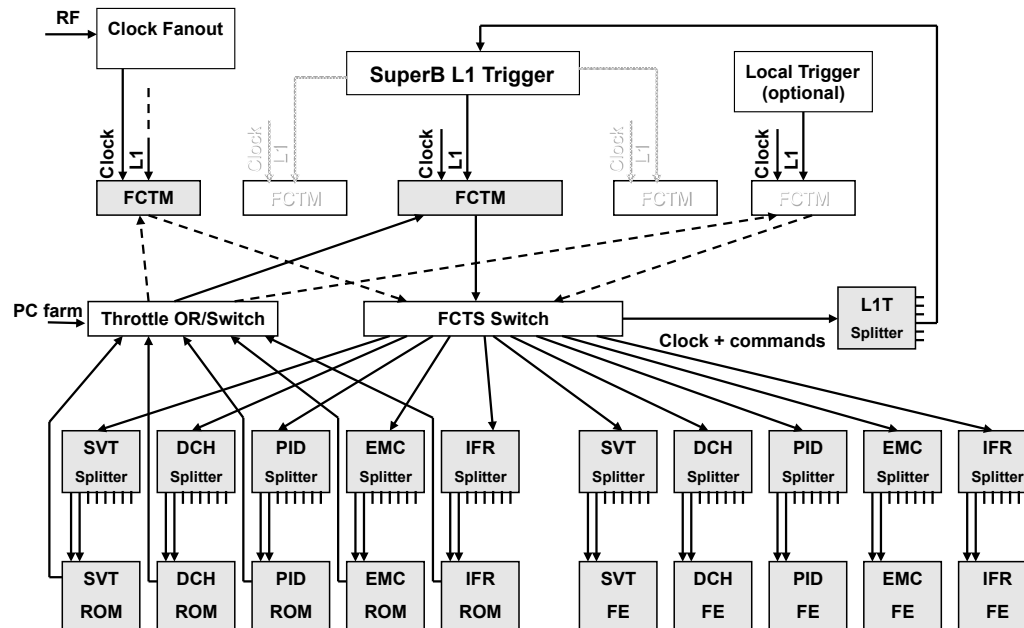 RF
Clock Fanout
SuperB L1 Trigger
Local Trigger
(optional)
Clock
L1
Clock
L1
Clock
L1
Clock
L1
Clock
L1
FCTM
FCTM
FCTM
FCTM
FCTM
PC farm
Throttle OR/Switch
FCTS Switch
Clock + commands
L1T
Splitter
SVT
Splitter
DCH
Splitter
PID
Splitter
EMC
Splitter
IFR
Splitter
SVT
Splitter
DCH
Splitter
PID
Splitter
EMC
Splitter
IFR
Splitter
SVT
ROM
DCH
ROM
PID
ROM
EMC
ROM
IFR
ROM
SVT
FE
DCH
FE
PID
FE
EMC
FE
IFR
FE